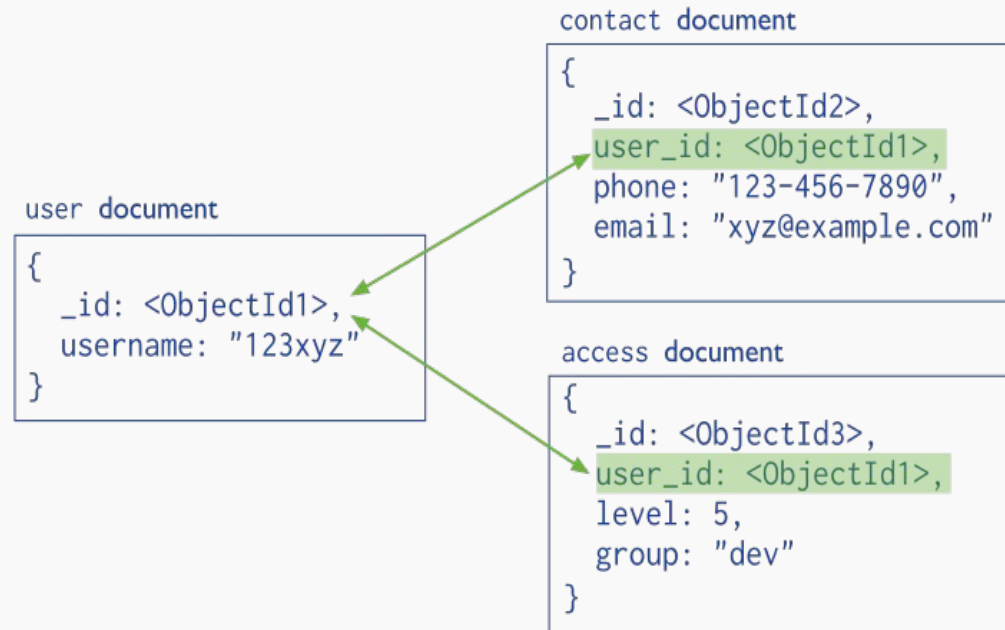 user document
{
_id: <ObjectId1>,
username: "123xyz"
}
contact document
{
_id: <ObjectId2>,
user_id: <ObjectId1>,
phone: "123-456-7890",
email: "xyz@example.com"
}
access document
{
_id: <ObjectId3>,
user_id: <ObjectId1>,
level: 5,
group: "dev"
}